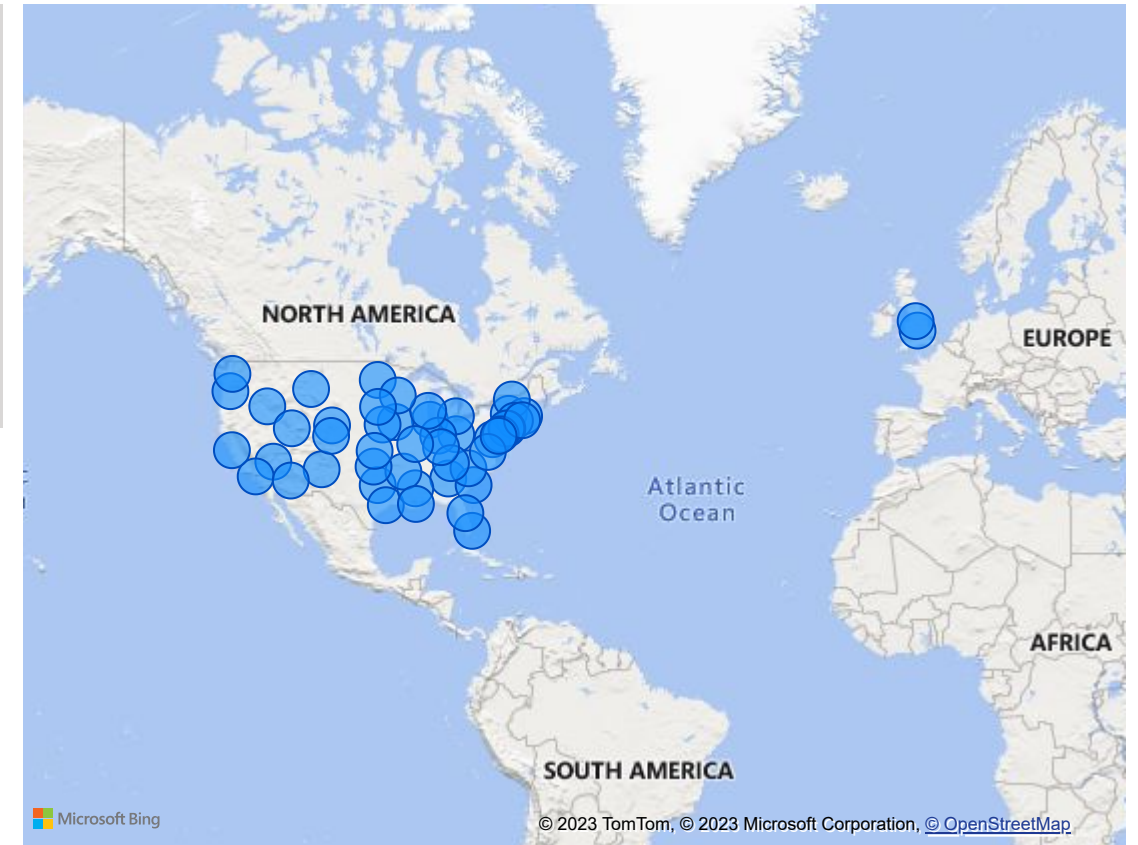 NORTH AMERICA
EUROPE
Atlantic
Ocean
AFRICA
SOUTH AMERICA
Microsoft Bing
© 2023 TomTom, © 2023 Microsoft Corporation, © OpenStreetMap